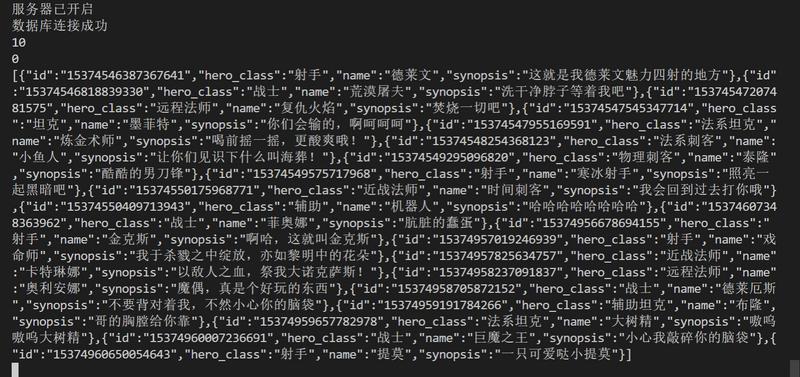 服务器已开启
数据库连接成功
10
0
[{"id":"15374546387367641","hero_class":"射手","name":"德莱文","synopsis":"这就是我德莱文魅力四射的地方"},{"id"
:"15374546818839330","hero_class":"战士","name":"荒漠屠夫","synopsis":"洗干净脖子等着我吧"},{"id":"153745472074
81575","hero_class":"远程法师","name":"复仇火焰","synopsis":"焚烧一切吧"},{"id":"15374547545347714","hero_class
":"坦克","name":"墨菲特","synopsis":"你们会输的，啊呵呵呵"},{"id":"15374547955169591","hero_class":"法系坦克",
"name":"炼金术师","synopsis":"喝前摇一摇，更酸爽哦！"},{"id":"15374548254368123","hero_class":"法系刺客","name":
"小鱼人","synopsis":"让你们见识下什么叫海葬！"},{"id":"15374549295096820","hero_class":"物理刺客","name":"泰隆"
,"synopsis":"酷酷的男刀锋"},{"id":"15374549575717968","hero_class":"射手","name":"寒冰射手","synopsis":"照亮一
起黑暗吧"},{"id":"15374550175968771","hero_class":"近战法师","name":"时间刺客","synopsis":"我会回到过去打你哦"}
,{"id":"15374550409713943","hero_class":"辅助","name":"机器人","synopsis":"哈哈哈哈哈哈哈哈"},{"id":"1537460734
8363962","hero_class":"战士","name":"菲奥娜","synopsis":"肮脏的蠢蛋"},{"id":"15374956678694155","hero_class":"
射手","name":"金克斯","synopsis":"啊哈，这就叫金克斯"},{"id":"15374957019246939","hero_class":"射手","name":"戏
命师","synopsis":"我于杀戮之中绽放，亦如黎明中的花朵"},{"id":"15374957825634757","hero_class":"近战法师","name":
"卡特琳娜","synopsis":"以敌人之血，祭我大诺克萨斯！"},{"id":"15374958237091837","hero_class":"远程法师","name":
"奥利安娜","synopsis":"魔偶，真是个好玩的东西"},{"id":"15374958705872152","hero_class":"战士","name":"德莱厄斯
","synopsis":"不要背对着我，不然小心你的脑袋"},{"id":"15374959191784266","hero_class":"辅助坦克","name":"布隆","
synopsis":"哥的胸膛给你靠"},{"id":"15374959657782978","hero_class":"法系坦克","name":"大树精","synopsis":"嗷呜
嗷呜大树精"},{"id":"15374960007236691","hero_class":"战士","name":"巨魔之王","synopsis":"小心我敲碎你的脑袋"},{
"id":"15374960650054643","hero_class":"射手","name":"提莫","synopsis":"一只可爱哒小提莫"}]